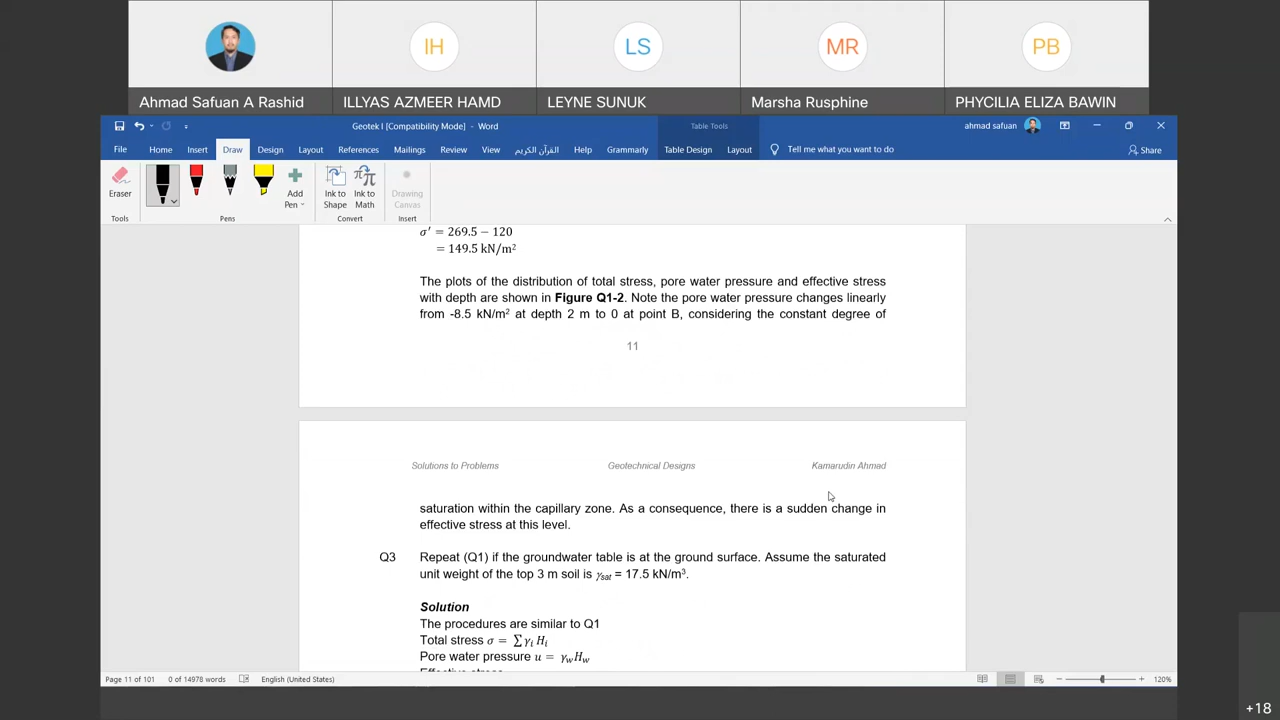 IH
LS
MR
PB
Ahmad Safuan A Rashid
ILLYAS AZMEER HAMD
LEYNE SUNUK
Marsha Rusphine
PHYCILIA ELIZA BAWIN
Geotek I [Compatibility Mode] - Word
Table Tools
ahmad safuan
File Home Insert Draw Design Layout References Mailings Review View القرآن الكريم Help Grammarly Table Design Layout Tell me what you want to do Share
Eraser
Add Pen
Ink to Shape
Ink to Math
Drawing Canvas
Tools
Pens
Convert
Insert
σ′ = 269.5 − 120
= 149.5 kN/m²
The plots of the distribution of total stress, pore water pressure and effective stress
with depth are shown in Figure Q1-2. Note the pore water pressure changes linearly
from -8.5 kN/m² at depth 2 m to 0 at point B, considering the constant degree of
11
Solutions to Problems Geotechnical Designs Kamarudin Ahmad
saturation within the capillary zone. As a consequence, there is a sudden change in
effective stress at this level.
Q3 Repeat (Q1) if the groundwater table is at the ground surface. Assume the saturated
unit weight of the top 3 m soil is γsat = 17.5 kN/m³.
Solution
The procedures are similar to Q1
Total stress σ = ∑ γi Hi
Pore water pressure u = γwHw
Page 11 of 101 0 of 14978 words English (United States) 120%
+18